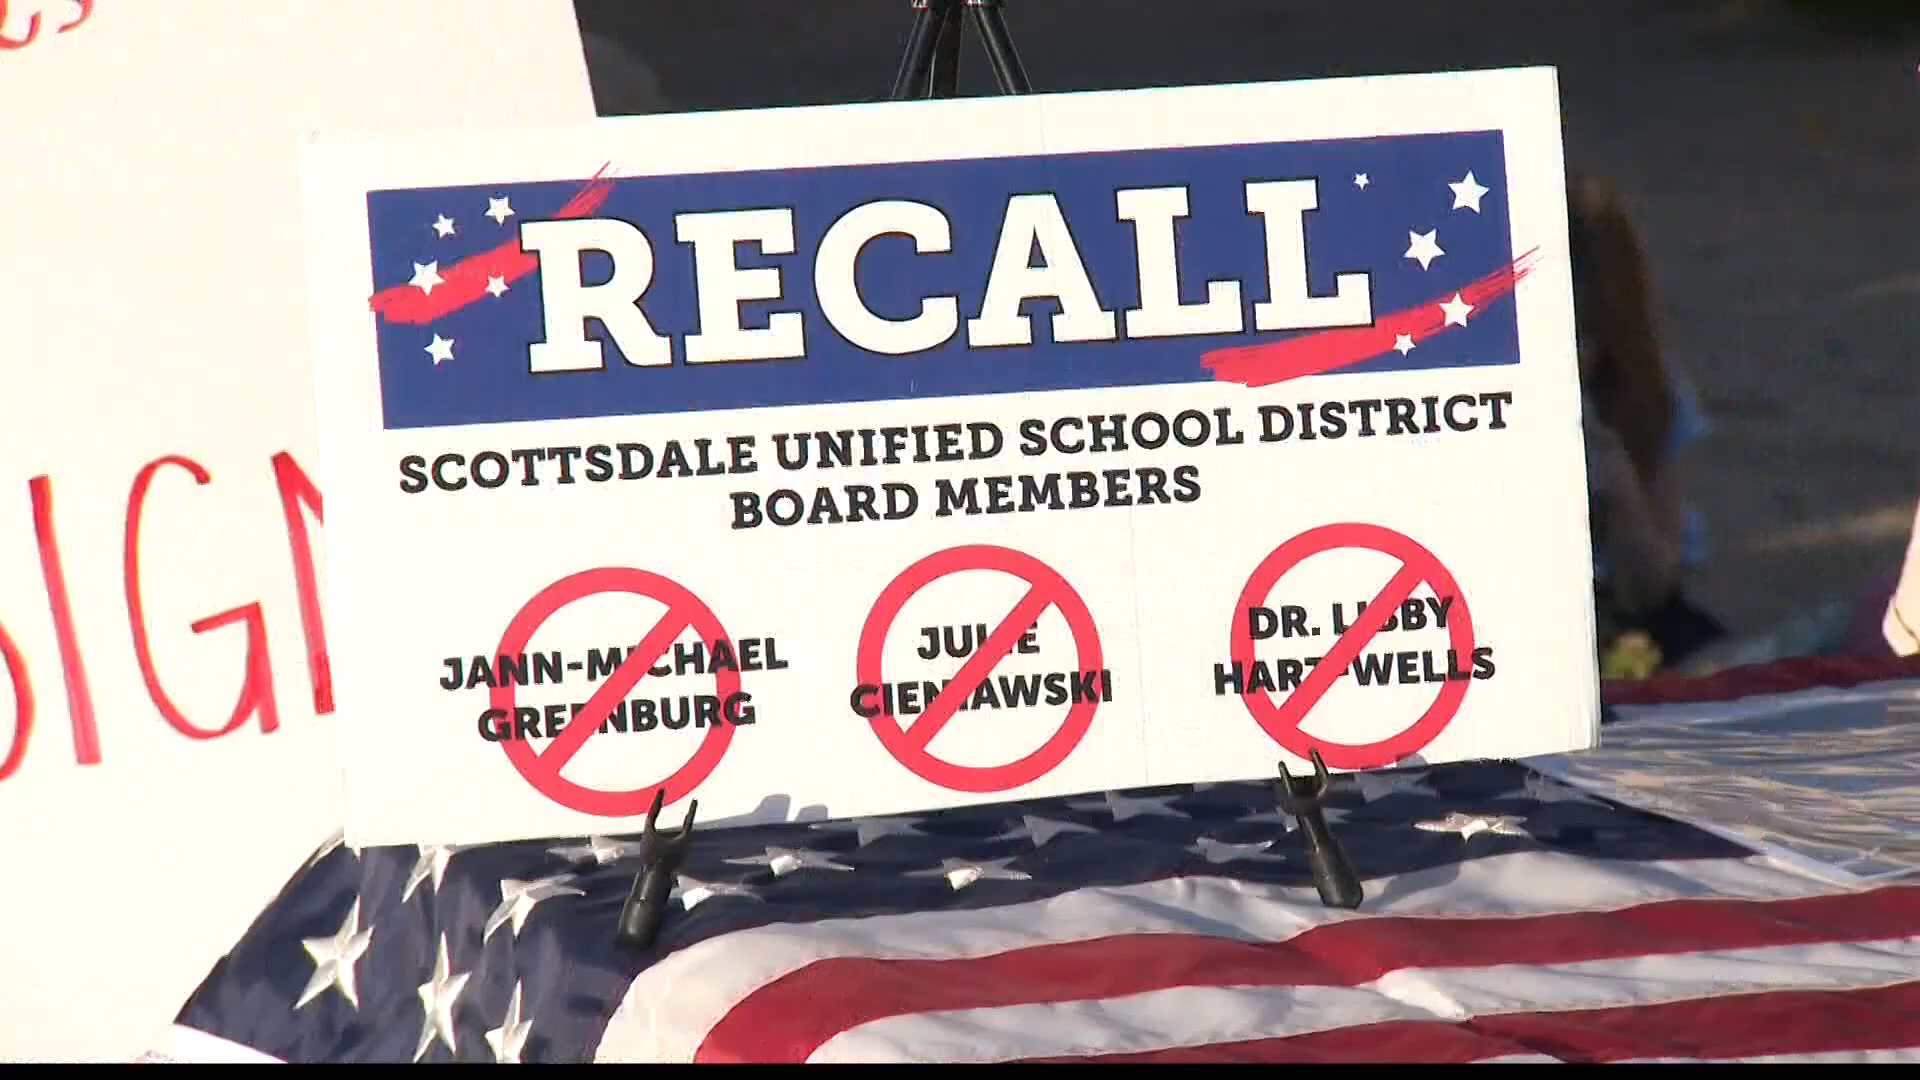 RECALL
SCOTTSDALE UNIFIED SCHOOL DISTRICT
BOARD MEMBERS
JANN-MICHAEL
GREENBURG
JULIE
CIENIAWSKI
DR. LIBBY
HART-WELLS